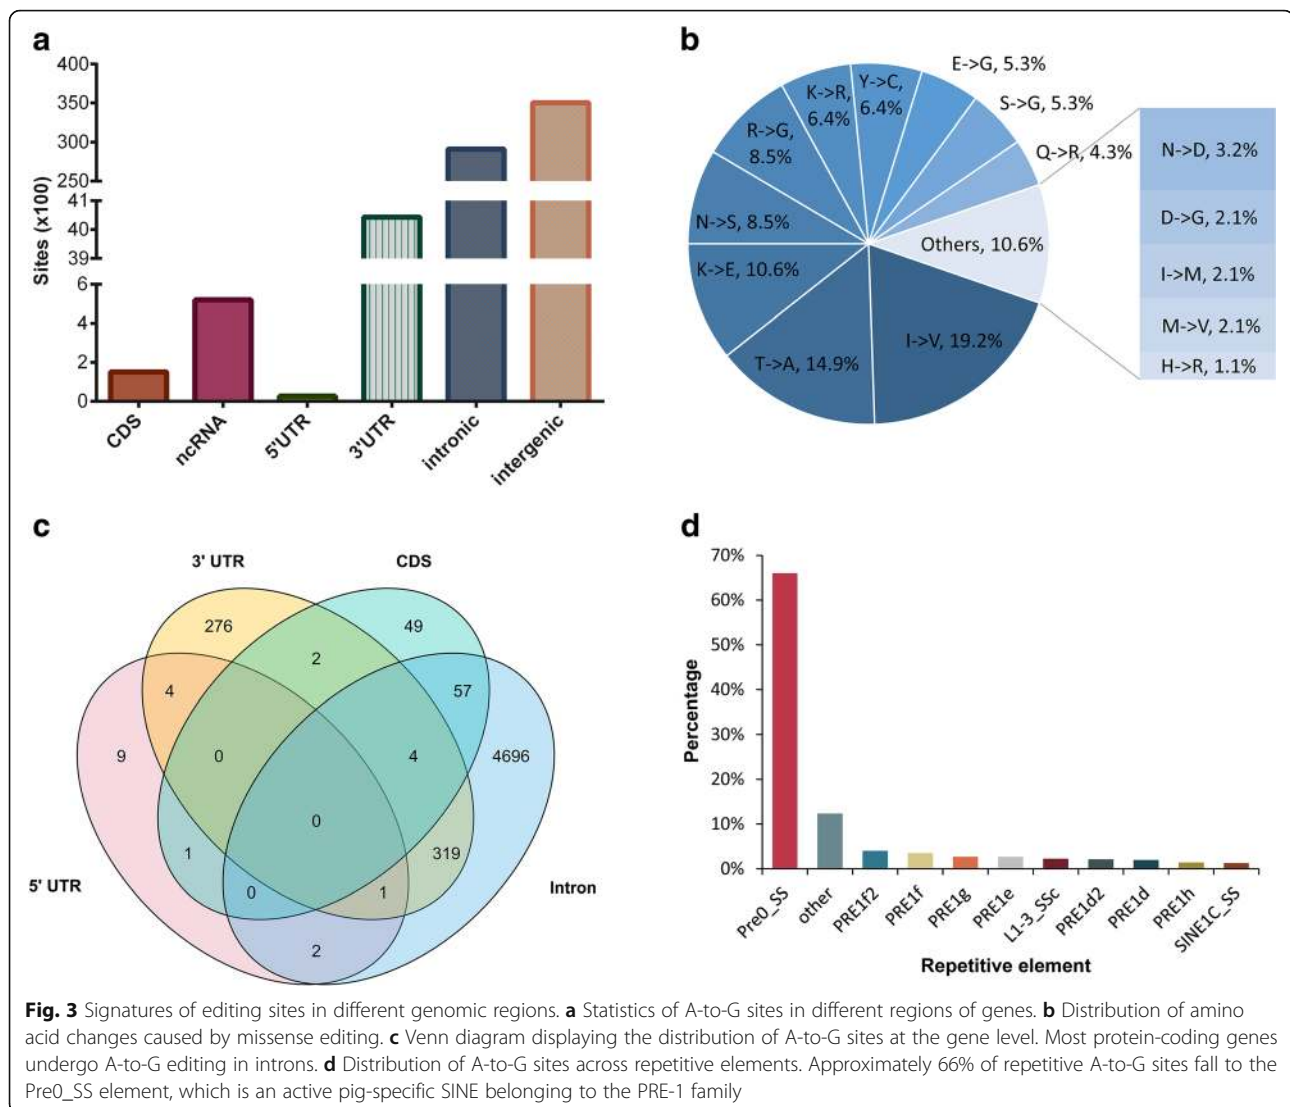 a
Sites (x100)
400
350
300
250
41
40
39
6
4
2
0
CDS
ncRNA
5'UTR
3'UTR
intronic
intergenic
b
E->G, 5.3%
S->G, 5.3%
Q->R, 4.3%
Y->C,
6.4%
K->R,
6.4%
R->G,
8.5%
N->S, 8.5%
K->E, 10.6%
T->A, 14.9%
I->V, 19.2%
Others, 10.6%
N->D, 3.2%
D->G, 2.1%
I->M, 2.1%
M->V, 2.1%
H->R, 1.1%
c
3' UTR
CDS
276
49
2
4
57
9
0
4
4696
0
1
319
5' UTR
0
1
Intron
2
d
Percentage
70%
60%
50%
40%
30%
20%
10%
0%
Pre0_SS
other
PRE1f2
PRE1f
PRE1g
PRE1e
L1-3_SSc
PRE1d2
PRE1d
PRE1h
SINE1C_SS
Repetitive element
Fig. 3 Signatures of editing sites in different genomic regions. a Statistics of A-to-G sites in different regions of genes. b Distribution of amino
acid changes caused by missense editing. c Venn diagram displaying the distribution of A-to-G sites at the gene level. Most protein-coding genes
undergo A-to-G editing in introns. d Distribution of A-to-G sites across repetitive elements. Approximately 66% of repetitive A-to-G sites fall to the
Pre0_SS element, which is an active pig-specific SINE belonging to the PRE-1 family